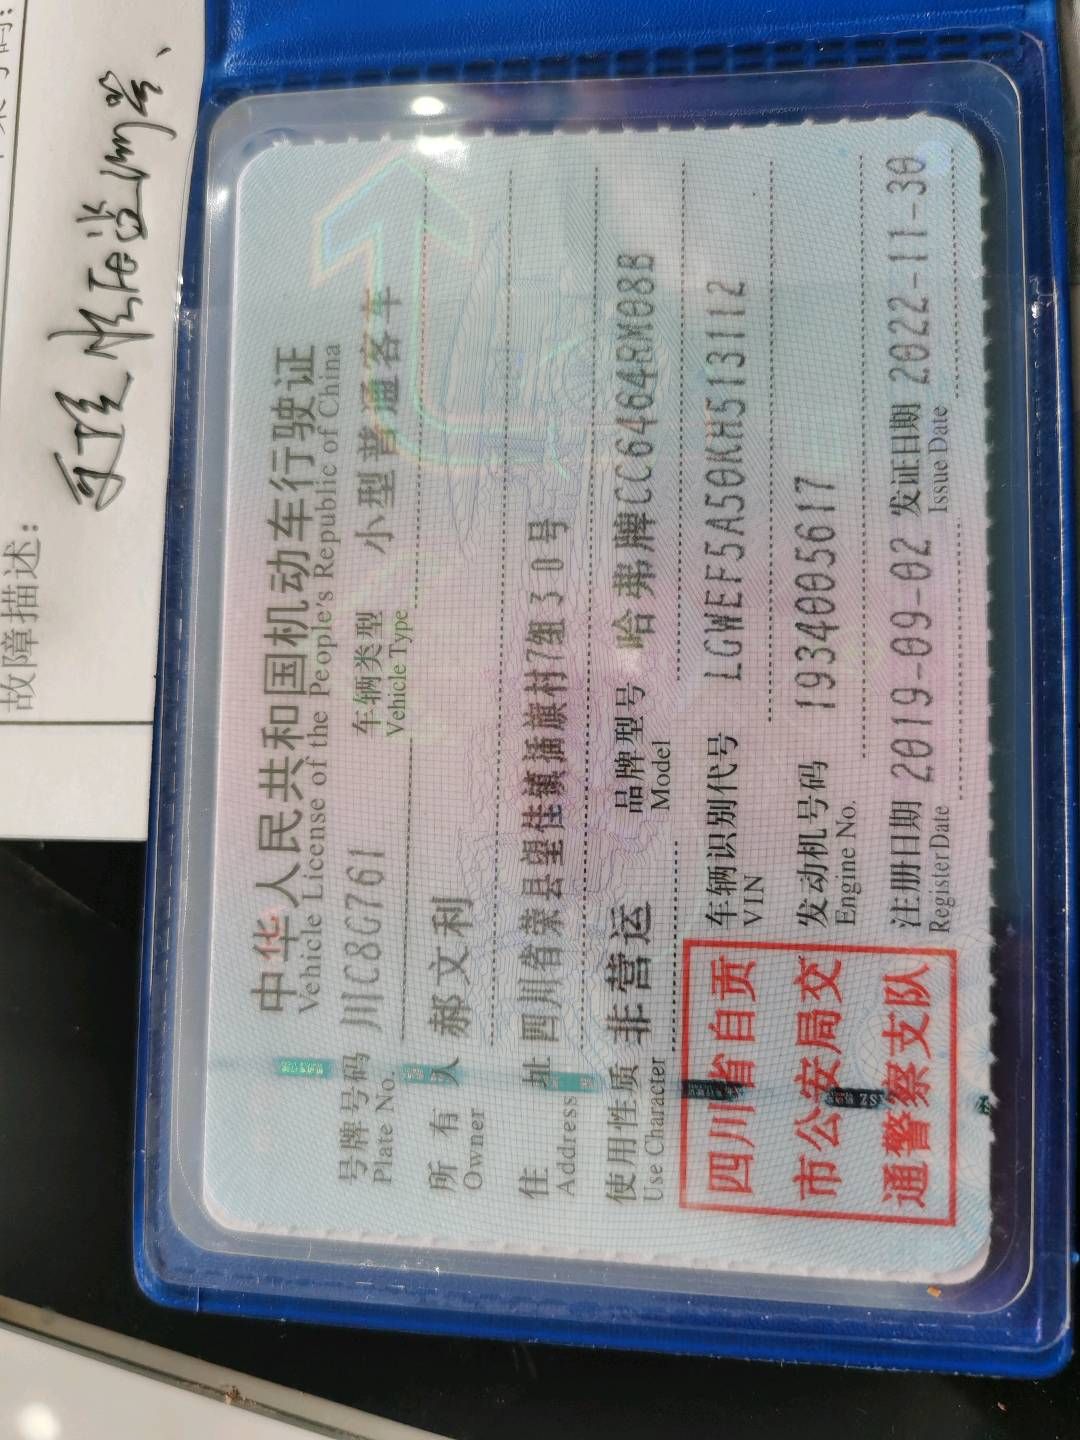 故障描述：
中华人民共和国机动车行驶证
Vehicle License of the People's Republic of China
号牌号码 川C8G761 车辆类型 小型普通客车
Plate No. Vehicle Type
所有人 郝文利
Owner
住址 四川省荣县望佳镇插旗村7组30号
Address
使用性质 非营运 品牌型号 哈弗牌CC6464RM08B
Use Character Model
四川省自贡
市公安局交
通警察支队
车辆识别代号 LGWEF5A50KH513112
VIN
发动机号码 1934005617
Engine No.
注册日期 2019-09-02 发证日期 2022-11-30
Register Date Issue Date